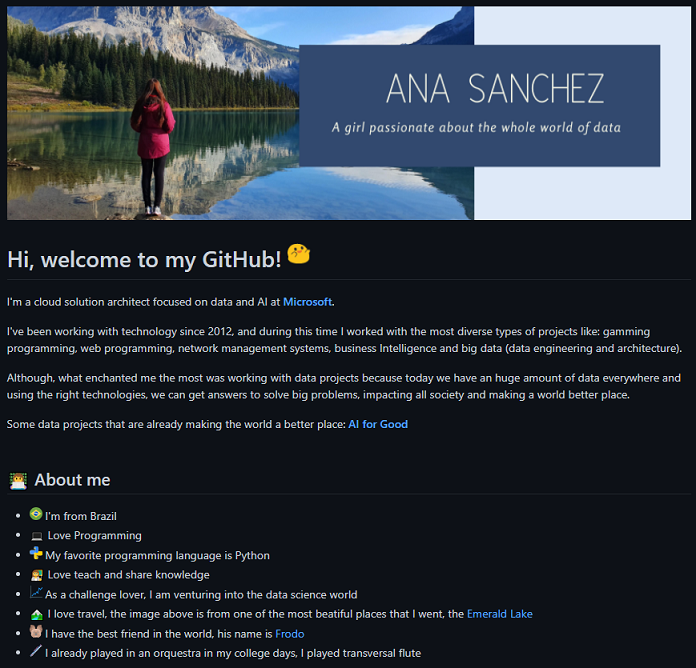 ANA SANCHEZ
A girl passionate about the whole world of data
Hi, welcome to my GitHub!
I'm a cloud solution architect focused on data and AI at Microsoft.
I've been working with technology since 2012, and during this time I worked with the most diverse types of projects like: gamming
programming, web programming, network management systems, business Intelligence and big data (data engineering and architecture).
Although, what enchanted me the most was working with data projects because today we have an huge amount of data everywhere and
using the right technologies, we can get answers to solve big problems, impacting all society and making a world better place.
Some data projects that are already making the world a better place: AI for Good
About me
I'm from Brazil
Love Programming
My favorite programming language is Python
Love teach and share knowledge
As a challenge lover, I am venturing into the data science world
I love travel, the image above is from one of the most beatiful places that I went, the Emerald Lake
I have the best friend in the world, his name is Frodo
I already played in an orquestra in my college days, I played transversal flute